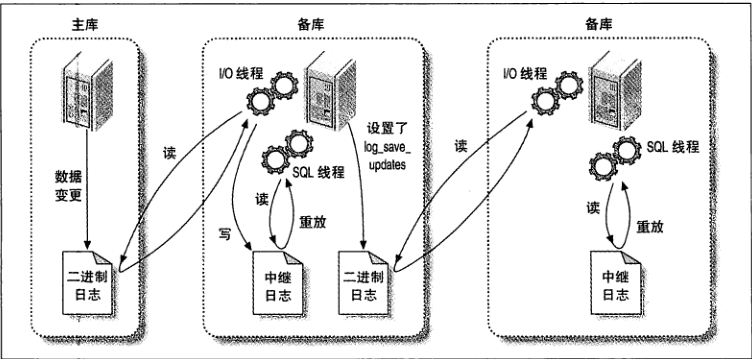 主库
备库
备库
I/O 线程
I/O 线程
设置了
log_save_
updates
读
读
SQL 线程
SQL 线程
数据
变更
读
重放
读
重放
写
二进制
日志
中继
日志
二进制
日志
中继
日志